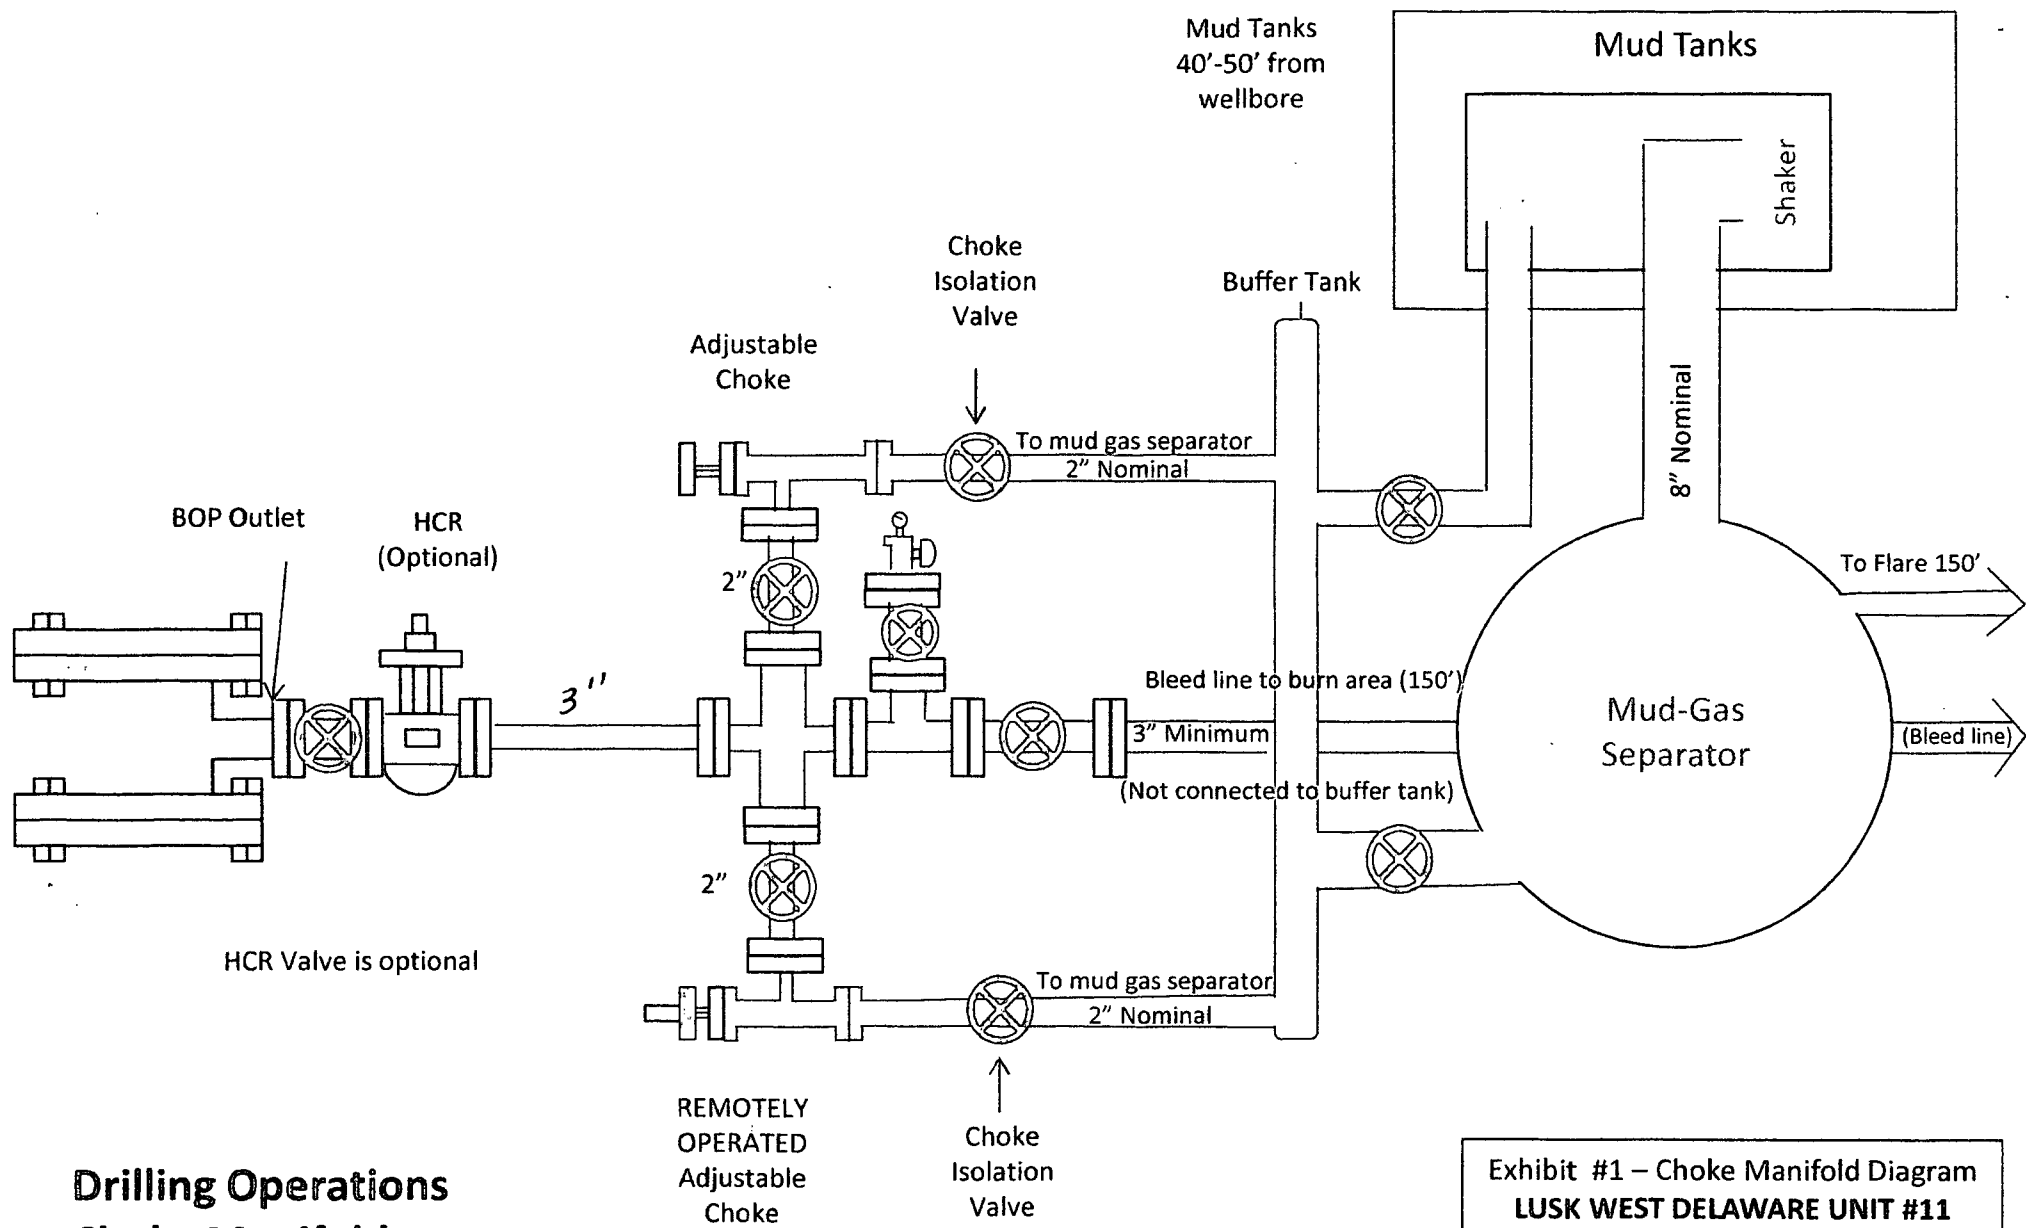 Mud Tanks
40'-50' from
wellbore
Mud Tanks
Shaker
Choke
Isolation
Valve
Buffer Tank
Adjustable
Choke
8" Nominal
To mud gas separator
2" Nominal
BOP Outlet
HCR
(Optional)
2"
To Flare 150'
3"
Bleed line to burn area (150')
3" Minimum
(Not connected to buffer tank)
Mud-Gas
Separator
(Bleed line)
2"
HCR Valve is optional
To mud gas separator
2" Nominal
REMOTELY
OPERATED
Adjustable
Choke
Choke
Isolation
Valve
Drilling Operations
Exhibit #1 – Choke Manifold Diagram
LUSK WEST DELAWARE UNIT #11